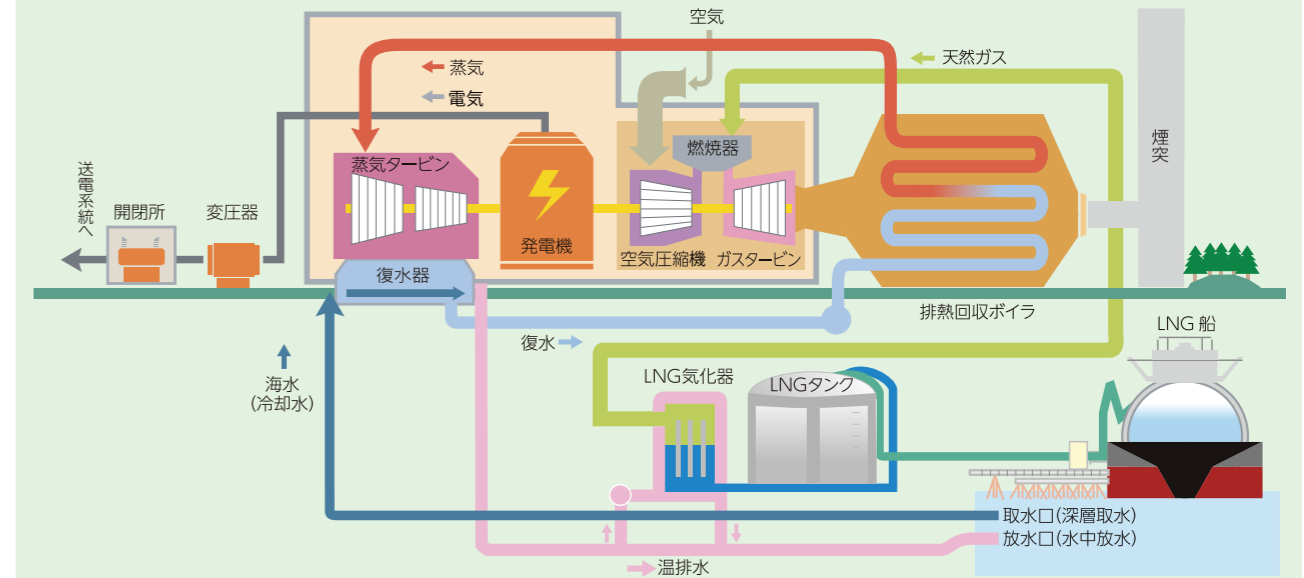 空気
天然ガス
蒸気
電気
煙突
燃焼器
蒸気タービン
送電系統へ
開閉所
変圧器
発電機
空気圧縮機
ガスタービン
復水器
排熱回収ボイラ
LNG 船
復水
海水
(冷却水)
LNG気化器
LNGタンク
取水口(深層取水)
放水口(水中放水)
温排水